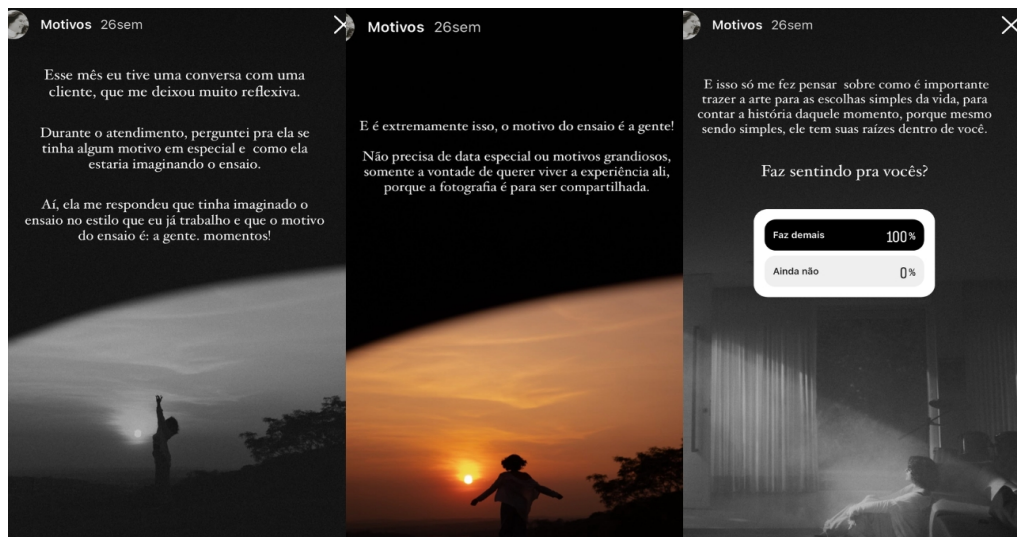 Motivos 26sem
Esse mês eu tive uma conversa com uma
cliente, que me deixou muito reflexiva.
Durante o atendimento, perguntei pra ela se
tinha algum motivo em especial e como ela
estaria imaginando o ensaio.
Aí, ela me respondeu que tinha imaginado o
ensaio no estilo que eu já trabalho e que o motivo
do ensaio é: a gente. momentos!
Motivos 26sem
E é extremamente isso, o motivo do ensaio é a gente!
Não precisa de data especial ou motivos grandiosos,
somente a vontade de querer viver a experiência ali,
porque a fotografia é para ser compartilhada.
Motivos 26sem
E isso só me fez pensar sobre como é importante
trazer a arte para as escolhas simples da vida, para
contar a história daquele momento, porque mesmo
sendo simples, ele tem suas raízes dentro de você.
Faz sentindo pra vocês?
Faz demais 100%
Ainda não 0%